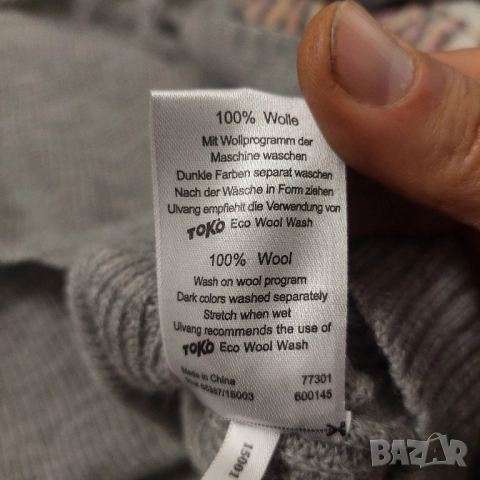 100% Wolle
Mit Wollprogramm der
Maschine waschen
Dunkle Farben separat waschen
Nach der Wäsche in Form ziehen
Ulvang empfiehlt die Verwendung von
TOKO Eco Wool Wash
100% Wool
Wash on wool program
Dark colors washed separately
Stretch when wet
Ulvang recommends the use of
TOKO Eco Wool Wash
Made in China
77301
600145
15001
BAZAR